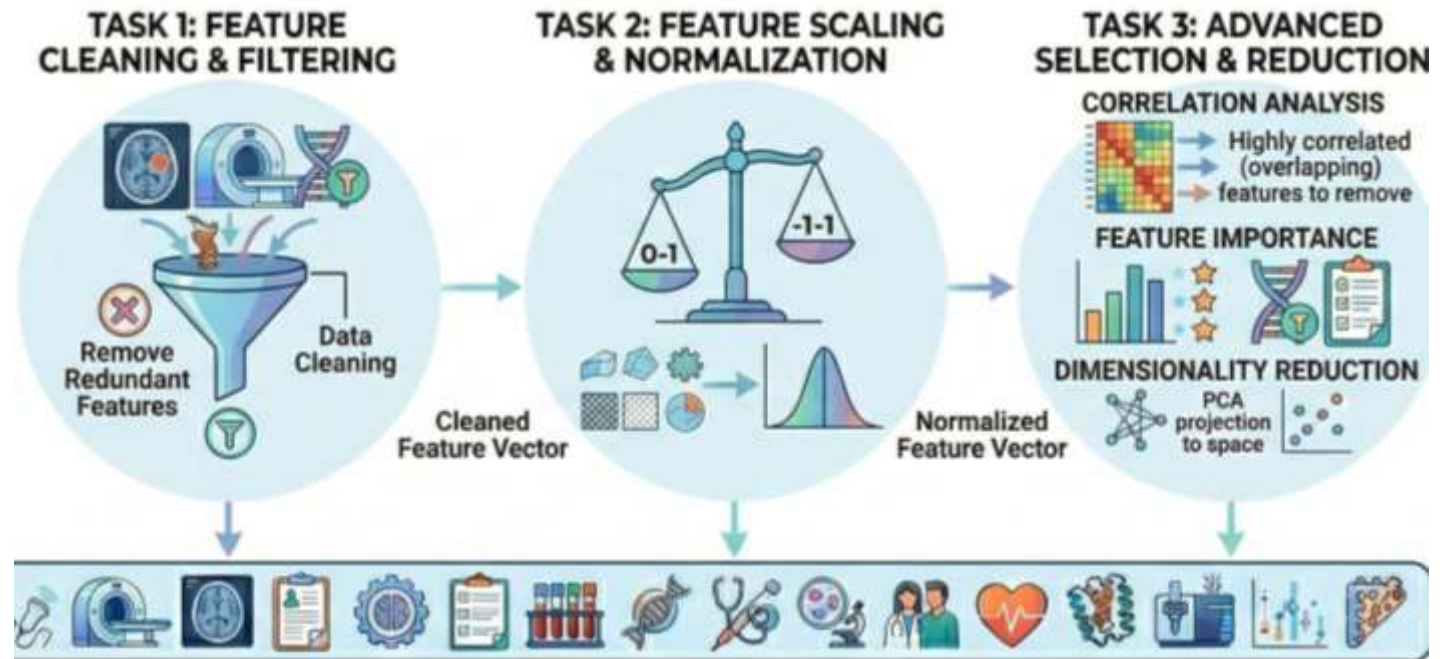 TASK 1: FEATURE
CLEANING & FILTERING
Remove
Redundant
Features
Data
Cleaning
Cleaned
Feature Vector
TASK 2: FEATURE SCALING
& NORMALIZATION
0-1
-1-1
Normalized
Feature Vector
TASK 3: ADVANCED
SELECTION & REDUCTION
CORRELATION ANALYSIS
Highly correlated
(overlapping)
features to remove
FEATURE IMPORTANCE
DIMENSIONALITY REDUCTION
PCA
projection
to space